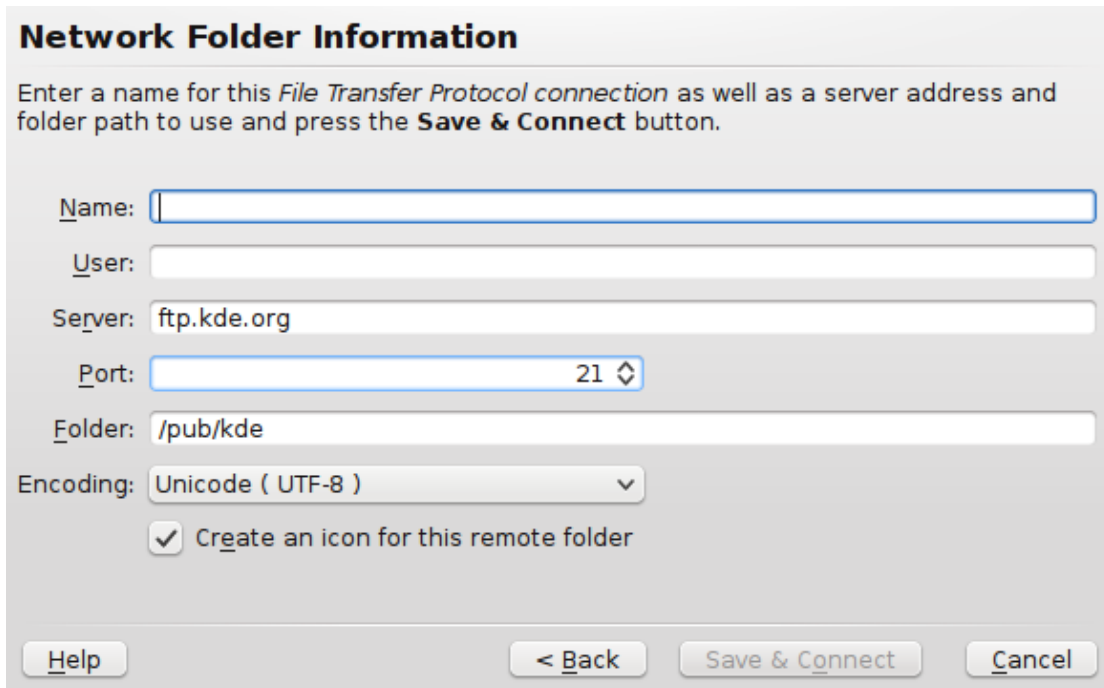 Network Folder Information
Enter a name for this File Transfer Protocol connection as well as a server address and
folder path to use and press the Save & Connect button.
Name:
User:
Server: ftp.kde.org
Port: 21
Folder: /pub/kde
Encoding: Unicode ( UTF-8 )
Create an icon for this remote folder
Help < Back Save & Connect Cancel